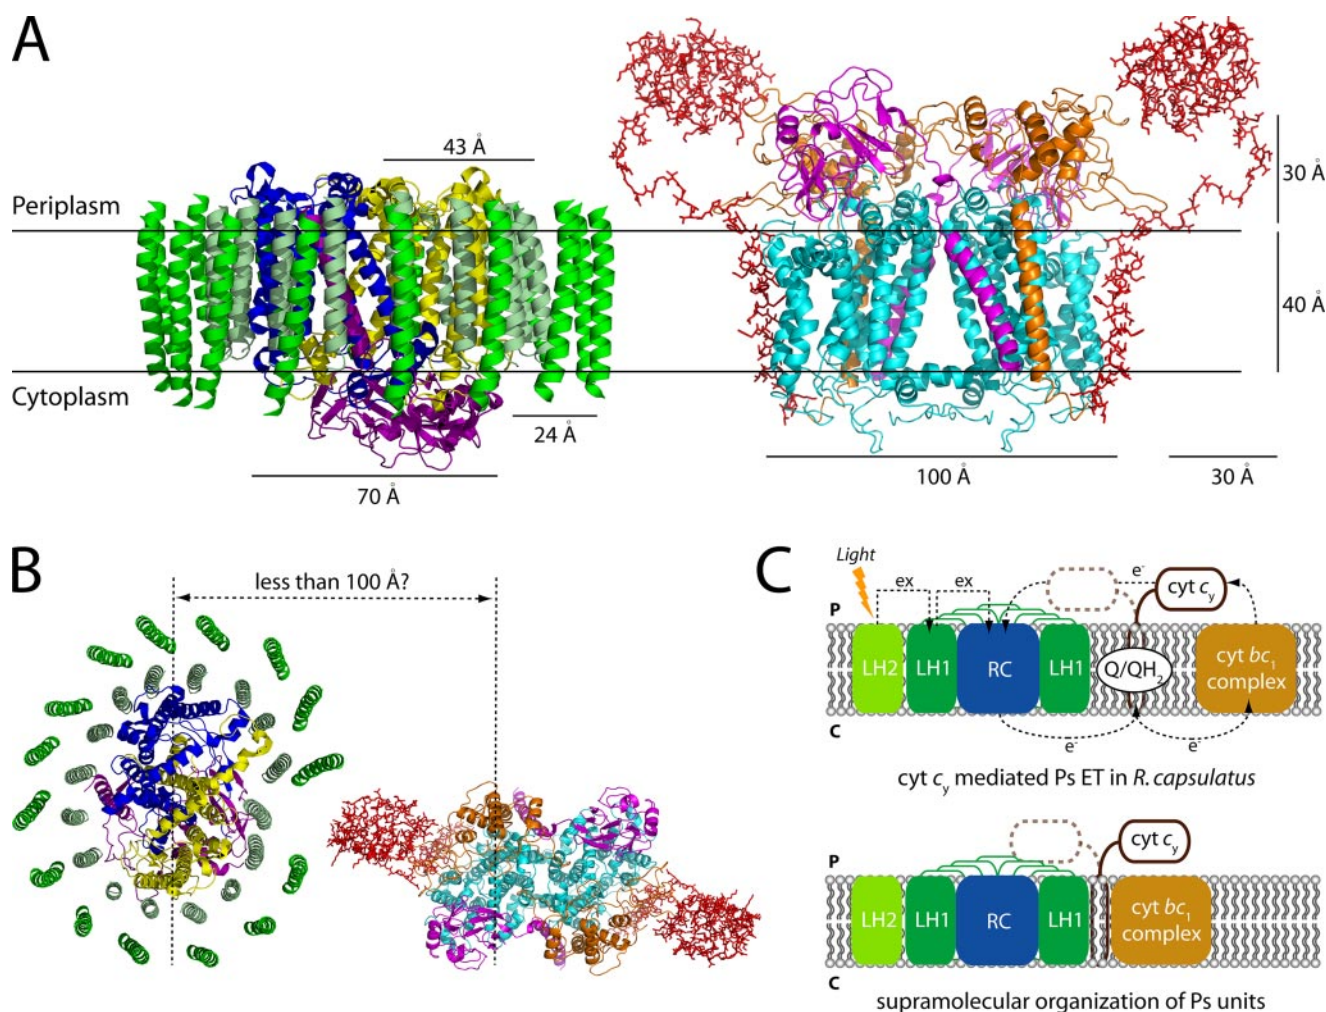 A
43 Å
Periplasm
30 Å
40 Å
Cytoplasm
24 Å
70 Å
100 Å
30 Å
B
less than 100 Å?
C
Light
ex
ex
e-
cyt cy
P
LH2
LH1
RC
LH1
Q/QH2
cyt bc1
complex
C
e-
e-
cyt cy mediated Ps ET in R. capsulatus
cyt cy
P
LH2
LH1
RC
LH1
cyt bc1
complex
C
supramolecular organization of Ps units